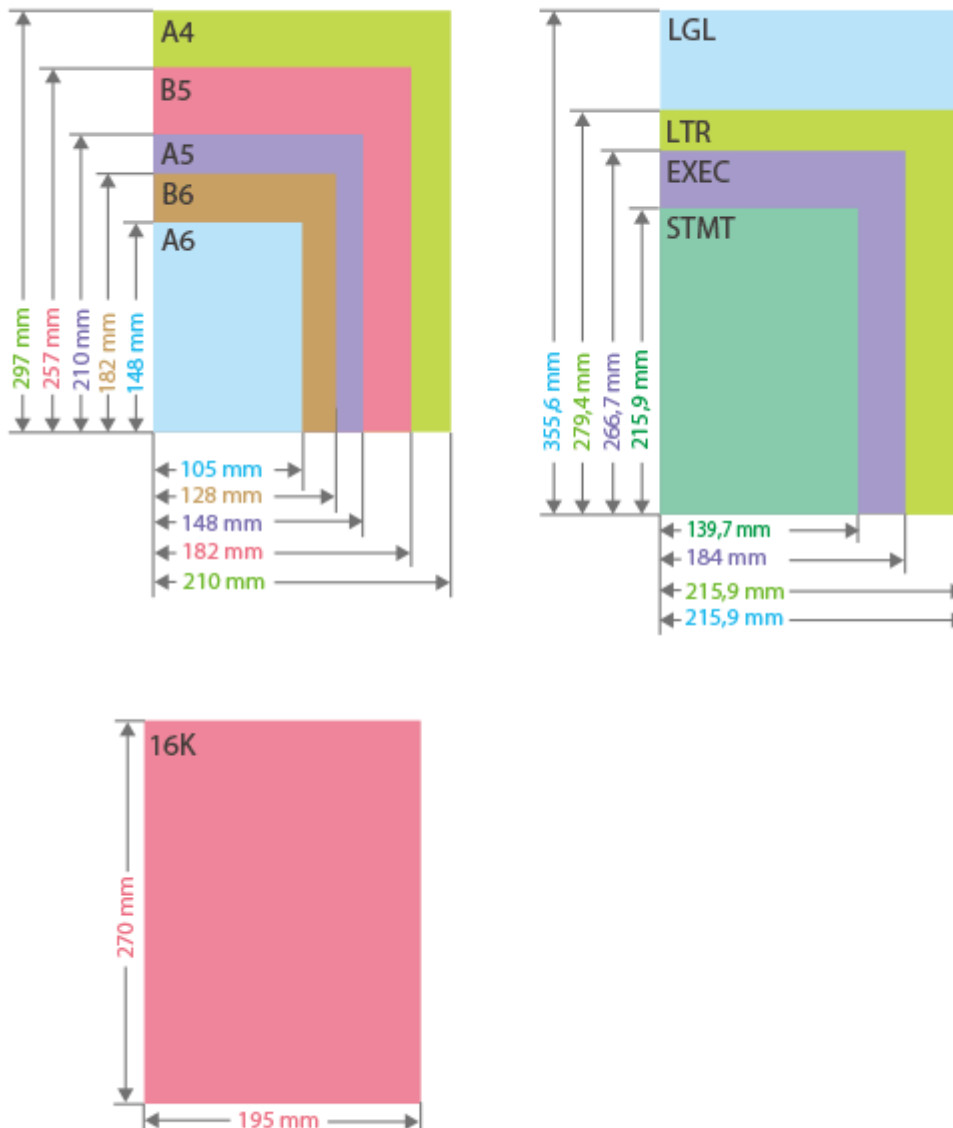 A4
B5
A5
B6
A6
297 mm
257 mm
210 mm
182 mm
148 mm
105 mm
128 mm
148 mm
182 mm
210 mm
LGL
LTR
EXEC
STMT
355,6 mm
279,4 mm
266,7 mm
215,9 mm
139,7 mm
184 mm
215,9 mm
215,9 mm
16K
270 mm
195 mm